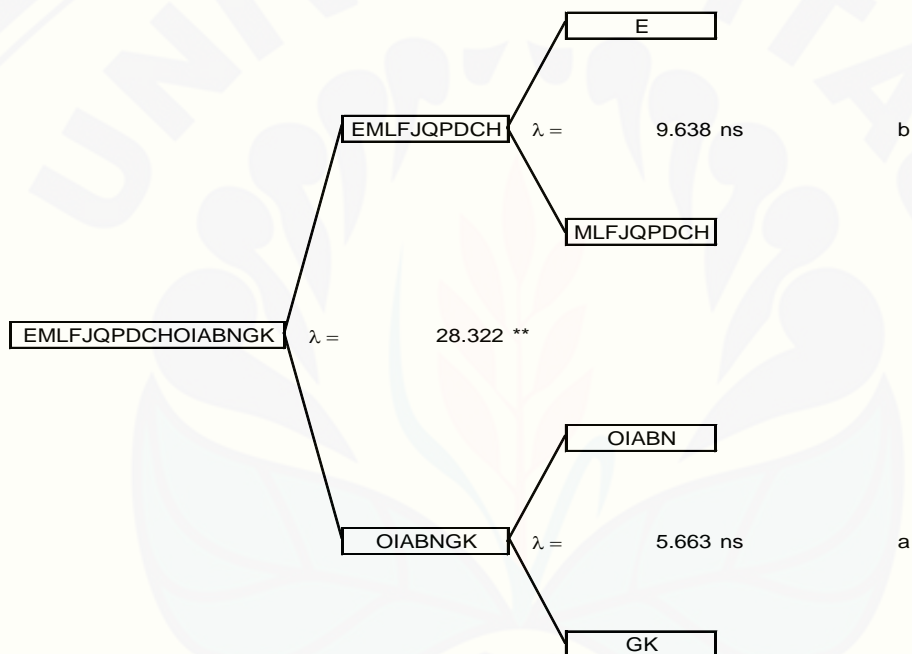 E
EMLFJQPDCH λ = 9.638 ns b
MLFJQPDCH
EMLFJQPDCHOIABNGK λ = 28.322 **
OIABN
OIABNGK λ = 5.663 ns a
GK